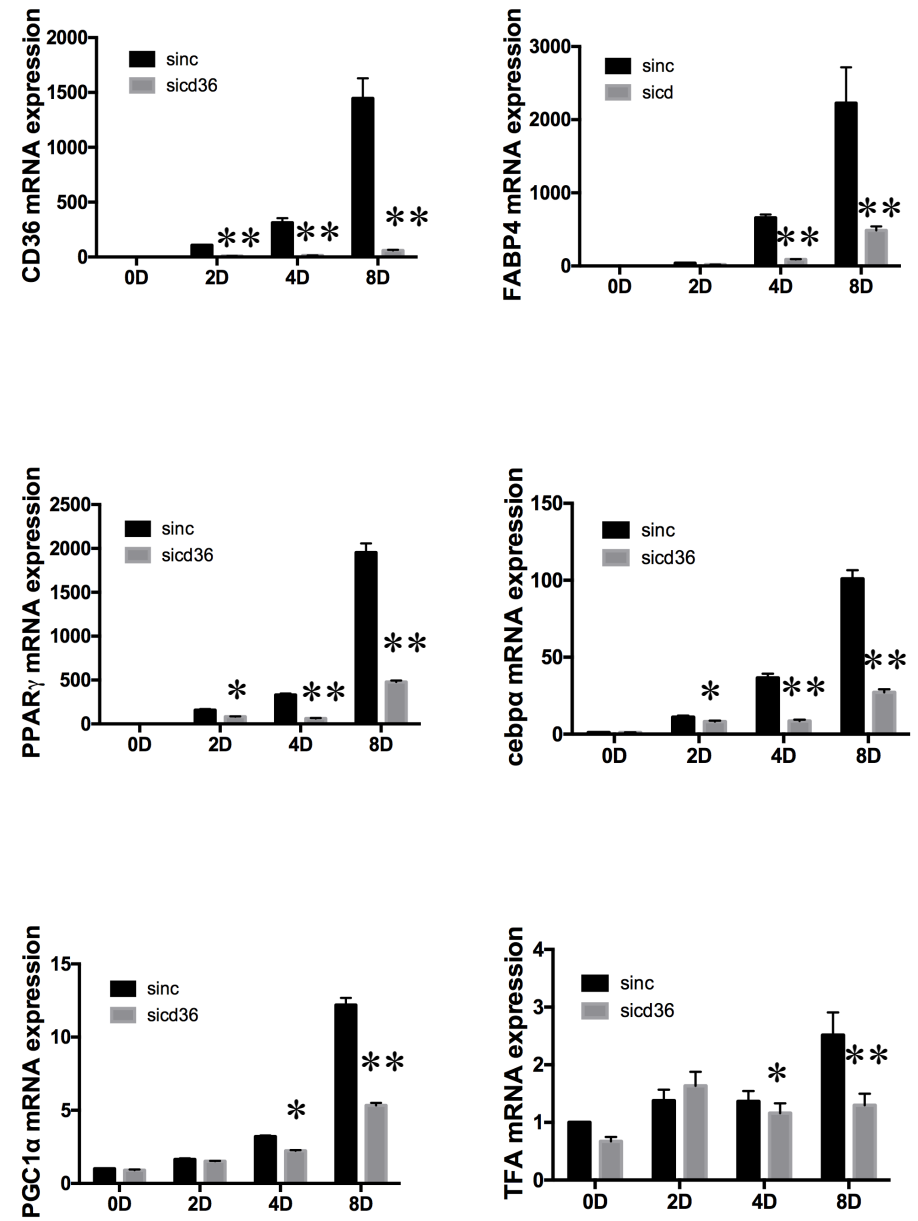 CD36 mRNA expression
2000
1500
1000
500
0
sinc
sicd36
** ** **
0D 2D 4D 8D
FABP4 mRNA expression
3000
2000
1000
0
sinc
sicd
** **
0D 2D 4D 8D
PPARγ mRNA expression
2500
2000
1500
1000
500
0
sinc
sicd36
* ** **
0D 2D 4D 8D
cebpα mRNA expression
150
100
50
0
sinc
sicd36
* ** **
0D 2D 4D 8D
PGC1α mRNA expression
15
10
5
0
sinc
sicd36
* **
0D 2D 4D 8D
TFA mRNA expression
4
3
2
1
0
sinc
sicd36
* **
0D 2D 4D 8D